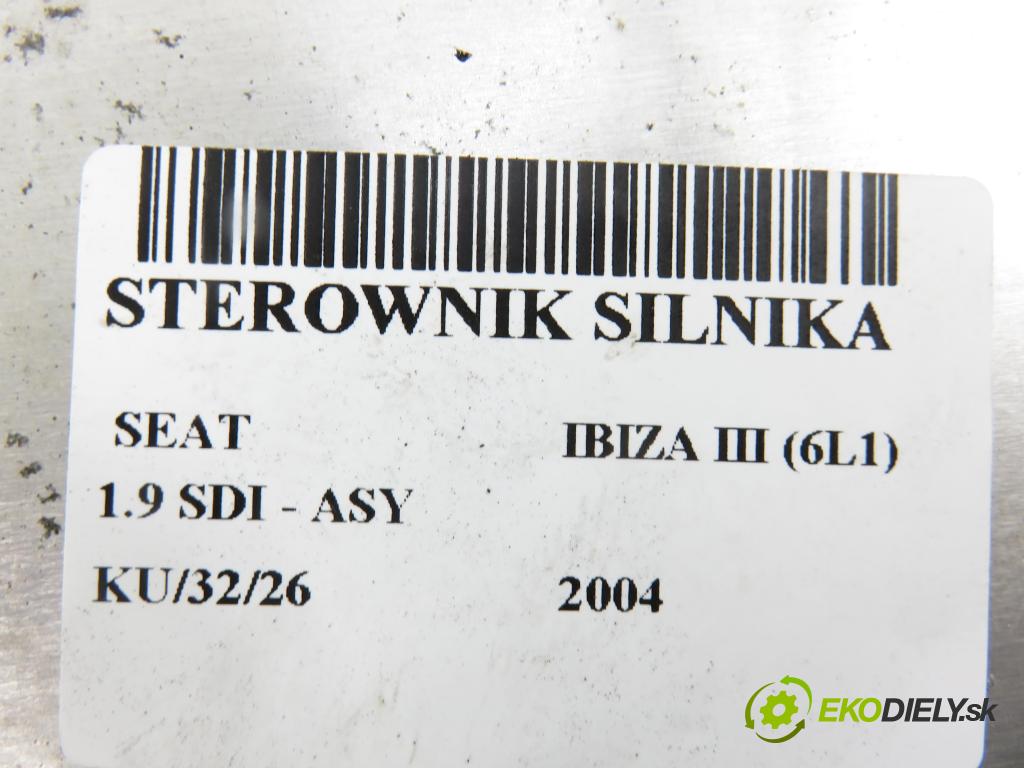 STEROWNIK SILNIKA
SEAT IBIZA III (6L1)
1.9 SDI - ASY
KU/32/26 2004
EKODIELY.sk